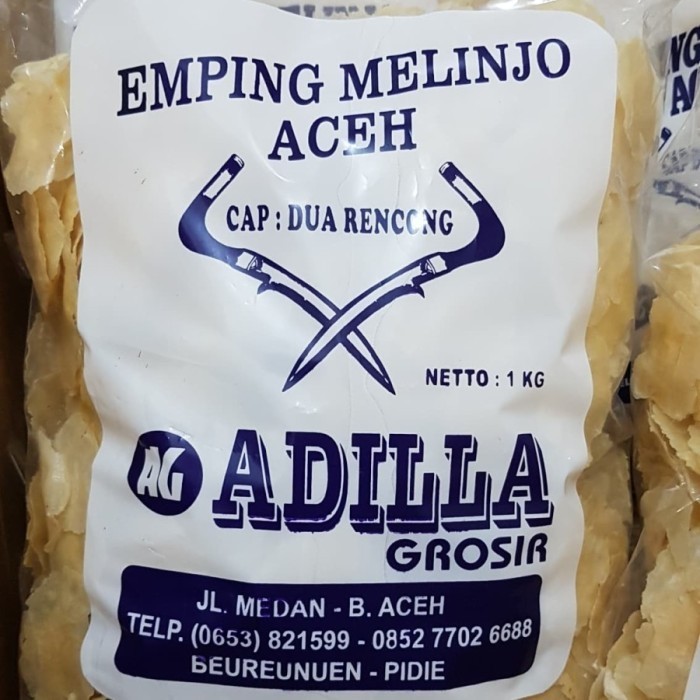 EMPING MELINJO
ACEH
CAP : DUA RENCONG
NETTO : 1 KG
AG ADILLA
GROSIR
JL. MEDAN - B. ACEH
TELP. (0653) 821599 - 0852 7702 6688
BEUREUNUEN - PIDIE